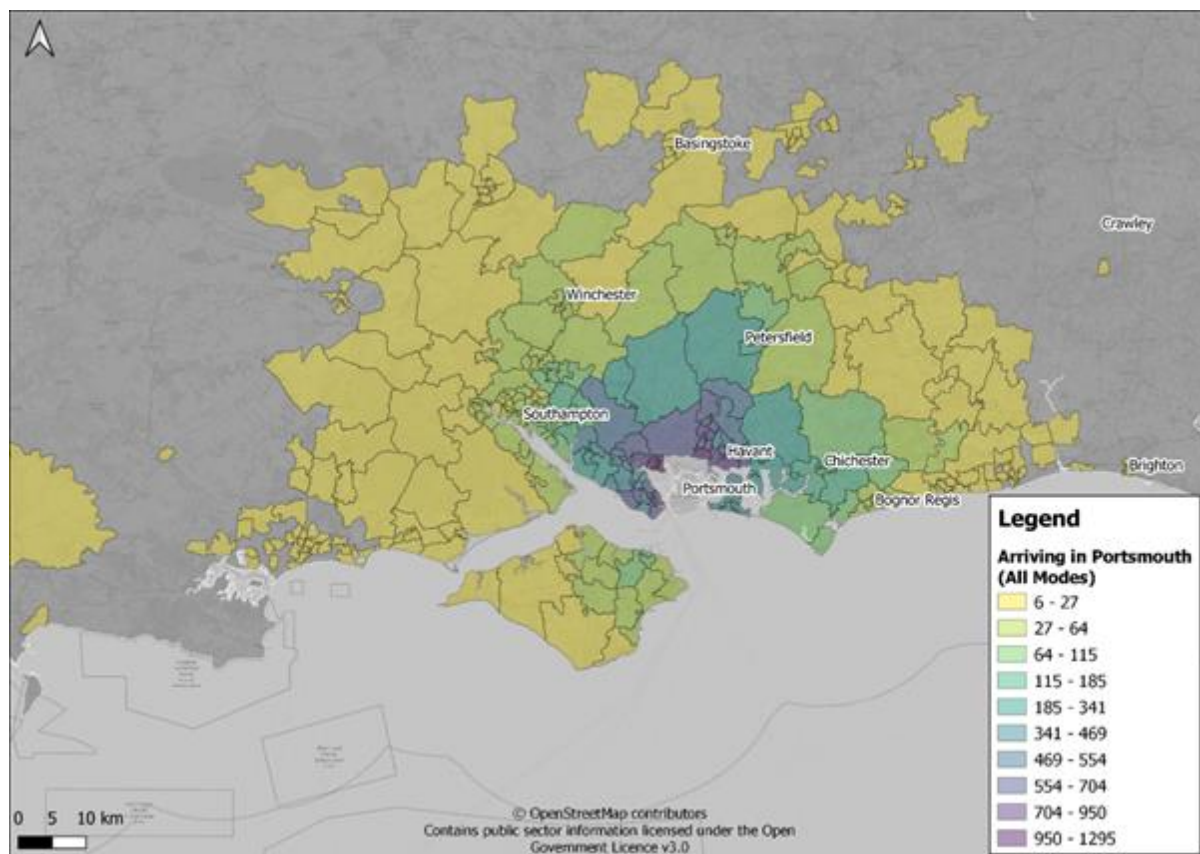 Basingstoke
Crawley
Winchester
Petersfield
Southampton
Havant
Chichester
Portsmouth
Brighton
Bognor Regis
Legend
Arriving in Portsmouth
(All Modes)
6 - 27
27 - 64
64 - 115
115 - 185
185 - 341
341 - 469
469 - 554
554 - 704
704 - 950
950 - 1295
0 5 10 km
© OpenStreetMap contributors
Contains public sector information licensed under the Open
Government Licence v3.0